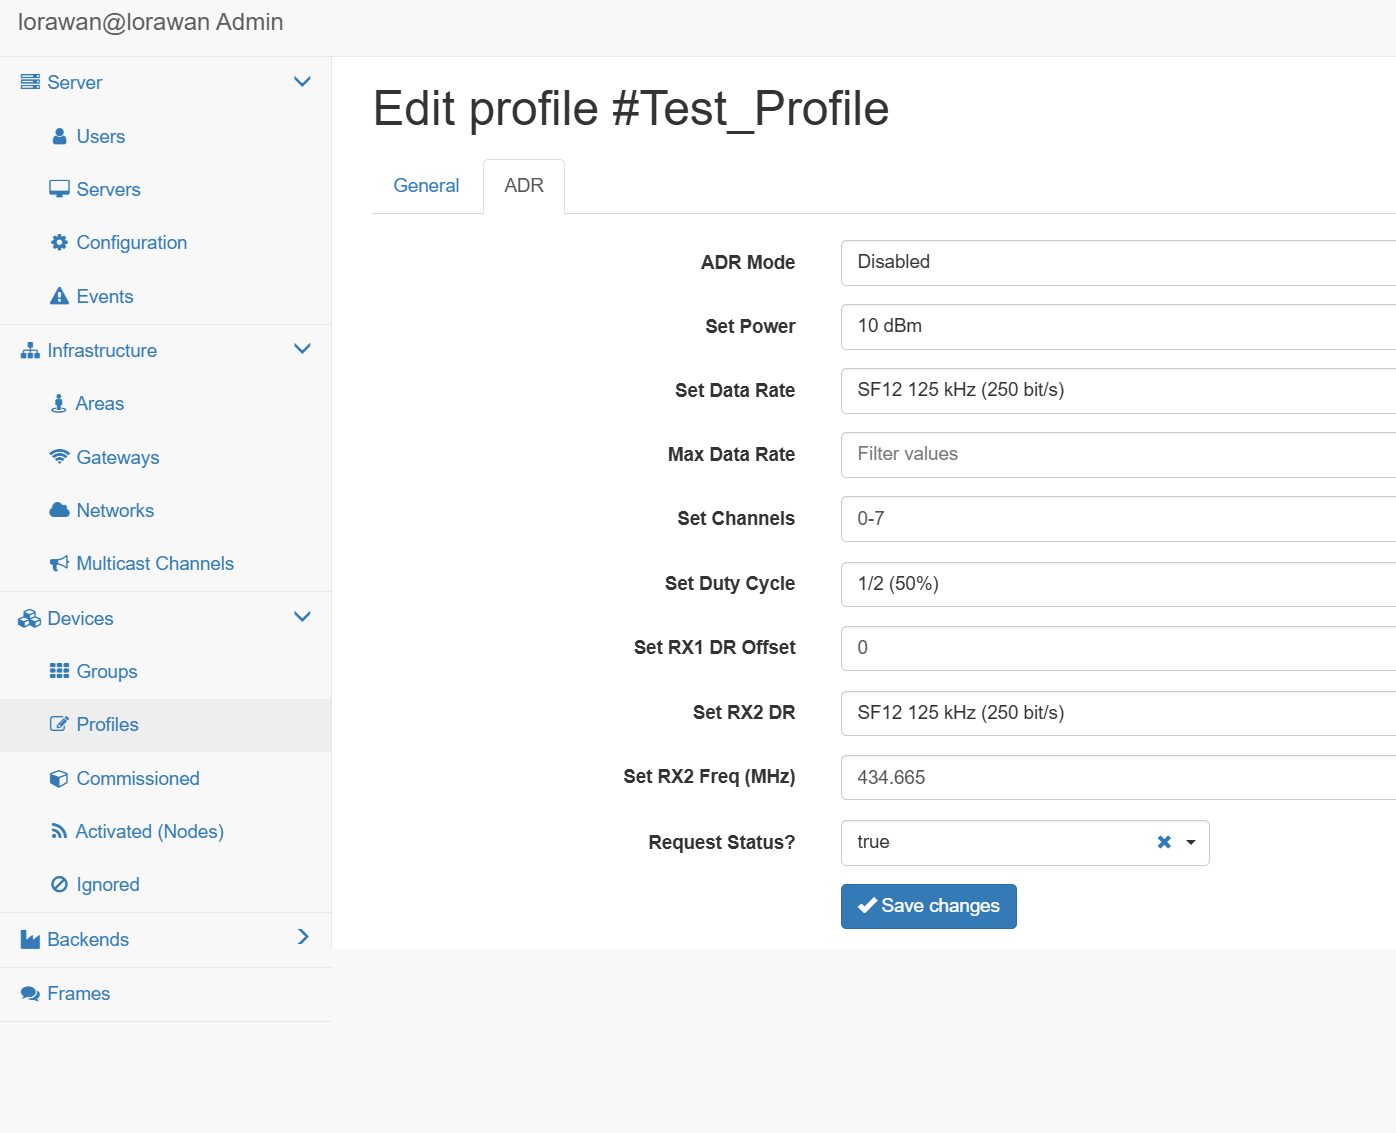 lorawan@lorawan Admin
Server
Users
Servers
Configuration
Events
Infrastructure
Areas
Gateways
Networks
Multicast Channels
Devices
Groups
Profiles
Commissioned
Activated (Nodes)
Ignored
Backends
Frames
Edit profile #Test_Profile
General ADR
ADR Mode Disabled
Set Power 10 dBm
Set Data Rate SF12 125 kHz (250 bit/s)
Max Data Rate Filter values
Set Channels 0-7
Set Duty Cycle 1/2 (50%)
Set RX1 DR Offset 0
Set RX2 DR SF12 125 kHz (250 bit/s)
Set RX2 Freq (MHz) 434.665
Request Status? true
Save changes